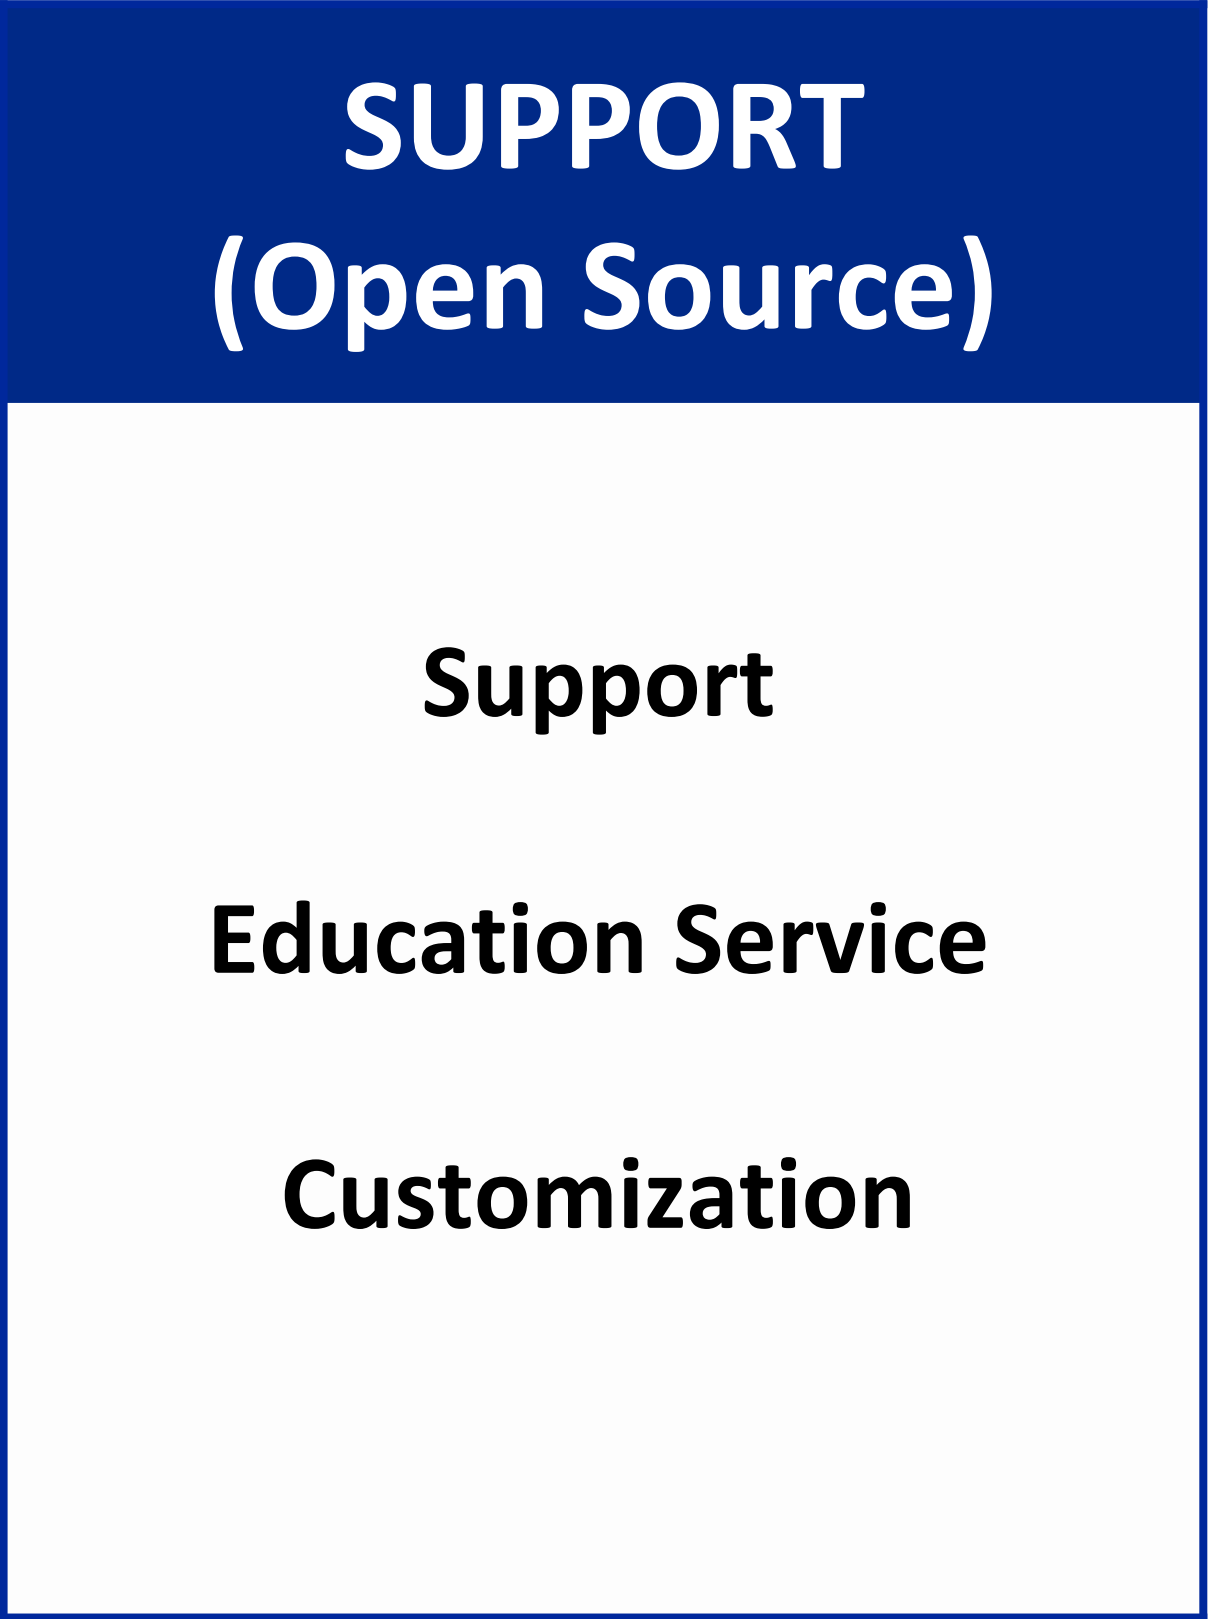 SUPPORT
(Open Source)
Support
Education Service
Customization